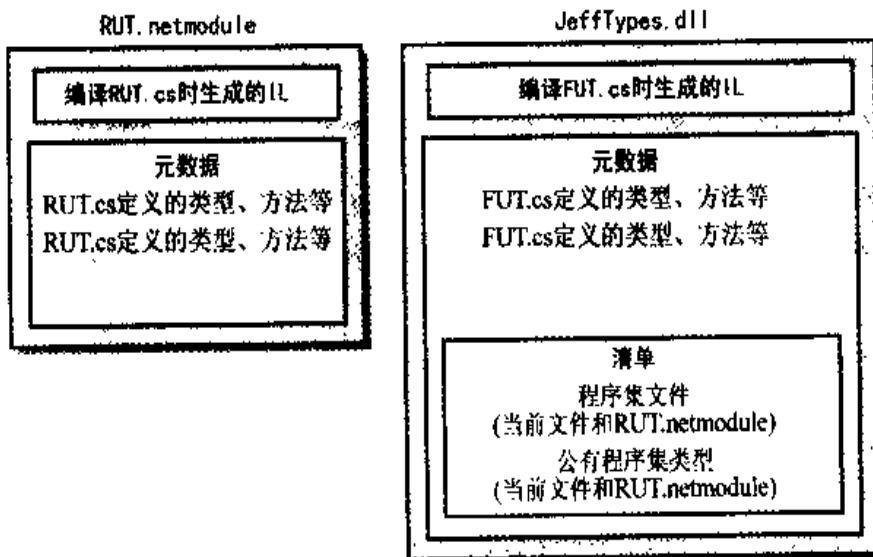 RUT.netmodule
编译RUT.cs时生成的IL
元数据
RUT.cs定义的类型、方法等
RUT.cs定义的类型、方法等
JeffTypes.dll
编译FUT.cs时生成的IL
元数据
FUT.cs定义的类型、方法等
FUT.cs定义的类型、方法等
清单
程序集文件
(当前文件和RUT.netmodule)
公有程序集类型
(当前文件和RUT.netmodule)